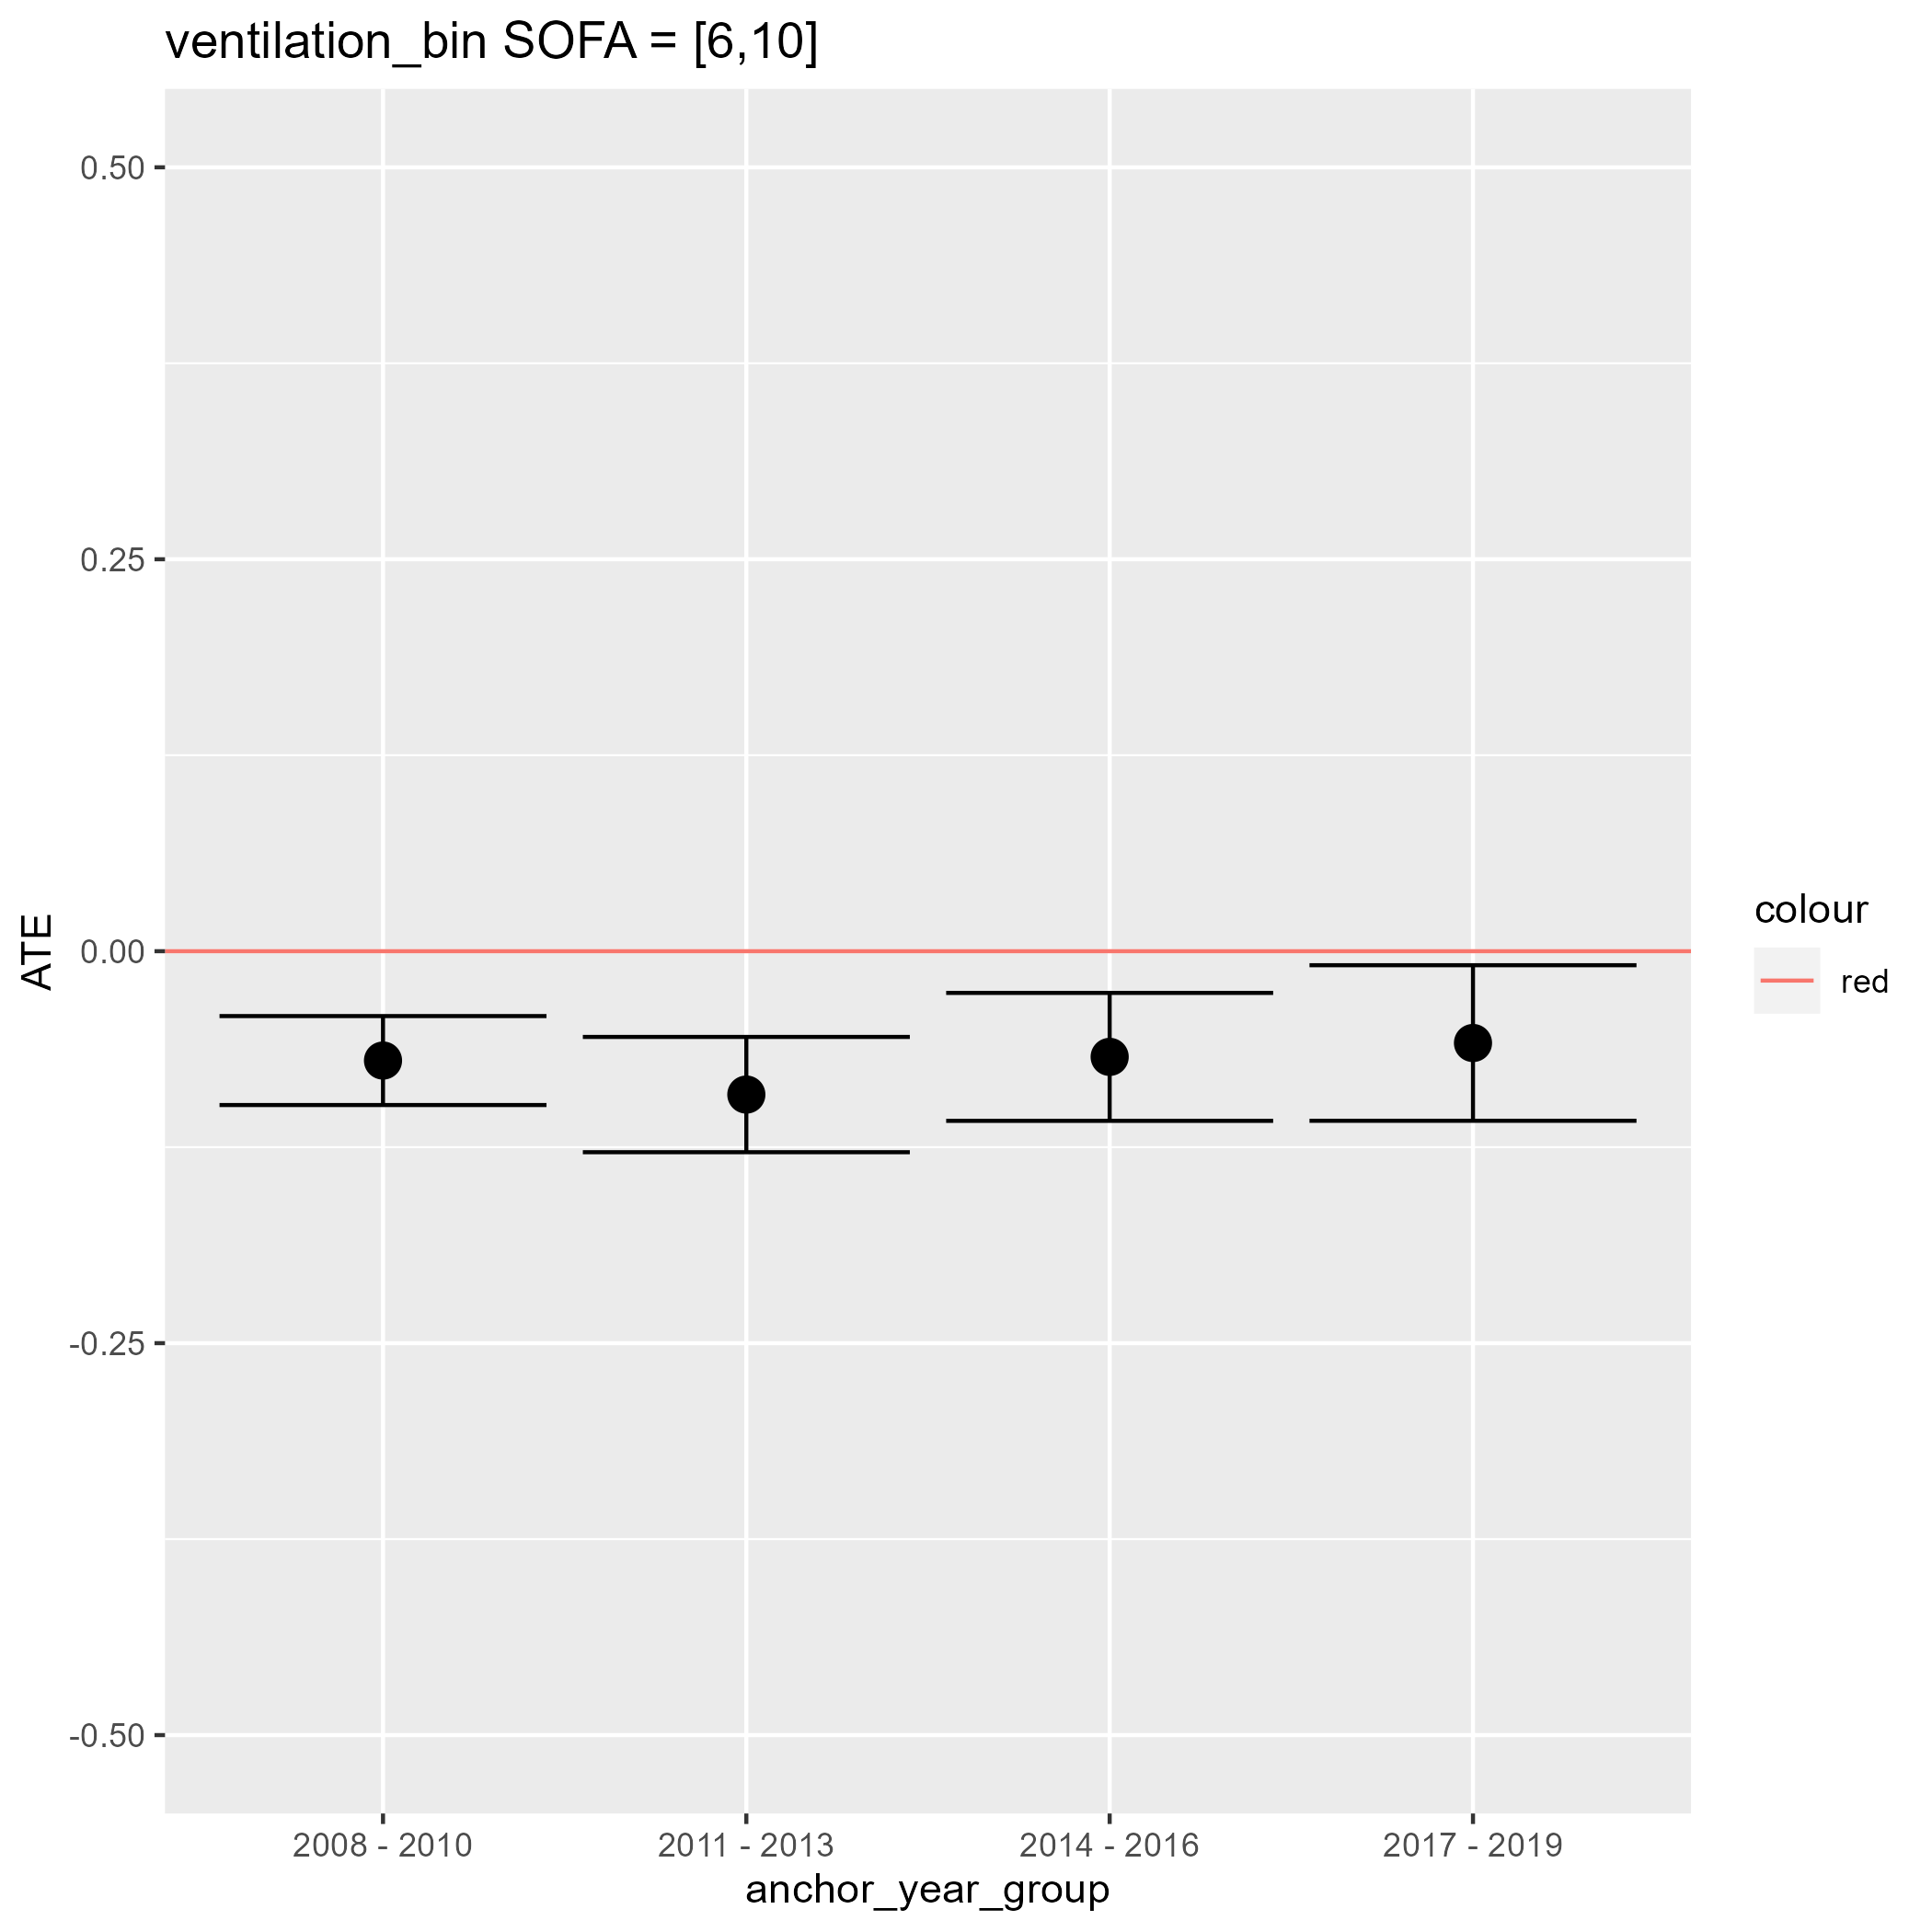 ventilation_bin SOFA = [6,10]
0.50
0.25
0.00
-0.25
-0.50
ATE
2008 - 2010
2011 - 2013
2014 - 2016
2017 - 2019
anchor_year_group
colour
red